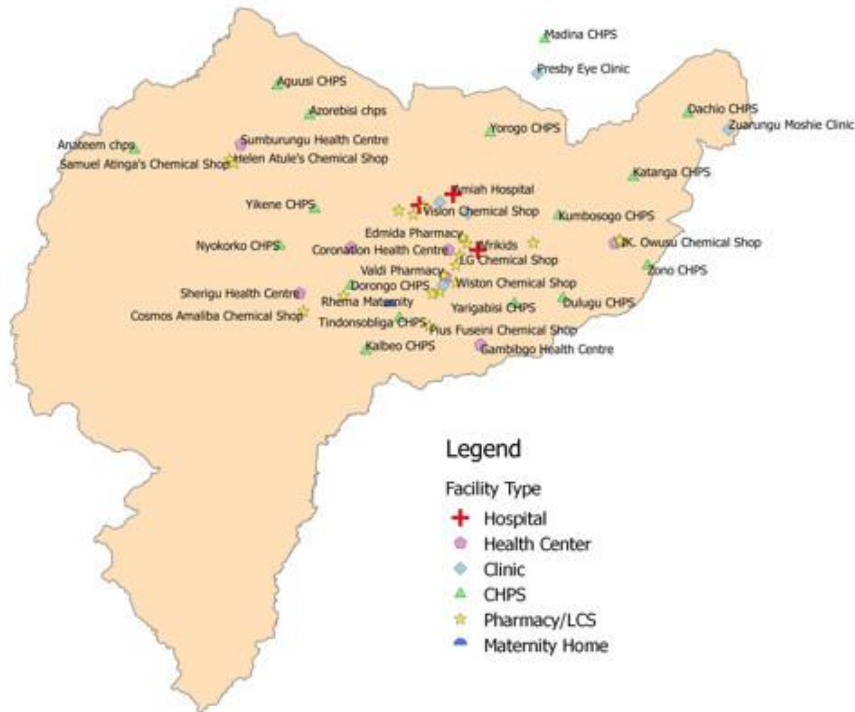 Madina CHPS
Presby Eye Clinic
Aguusi CHPS
Azorebisi chps
Dachio CHPS
Zuarungu Moshie Clinic
Yorogo CHPS
Anateem chps
Sumburungu Health Centre
Samuel Atinga's Chemical Shop
Helen Atule's Chemical Shop
Katanga CHPS
Amiah Hospital
Yikene CHPS
Vision Chemical Shop
Kumbosogo CHPS
Edmida Pharmacy
Nyokorko CHPS
Coronation Health Centre
Afrikids
JK. Owusu Chemical Shop
LG Chemical Shop
Zono CHPS
Valdi Pharmacy
Dorongo CHPS
Wiston Chemical Shop
Sherigu Health Centre
Rhema Maternity
Yarigabisi CHPS
Dulugu CHPS
Cosmos Amaliba Chemical Shop
Tindonsobliga CHPS
Pius Fuseini Chemical Shop
Kalbeo CHPS
Gambibgo Health Centre
Legend
Facility Type
Hospital
Health Center
Clinic
CHPS
Pharmacy/LCS
Maternity Home